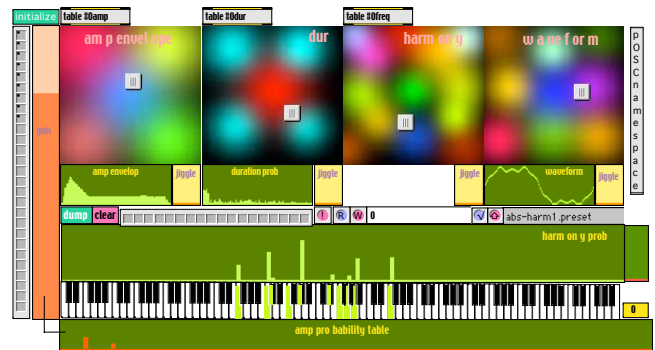 initialize
table #0amp
table #0dur
table #0freq
am p envel ope
dur
harm on y
w a v e f or m
p O S C n a m e s p a c e
gain
amp envelop
jiggle
duration prob
jiggle
jiggle
waveform
jiggle
dump
clear
I
R
W
0
abs-harm1.preset
harm on y prob
0
amp pro bability table